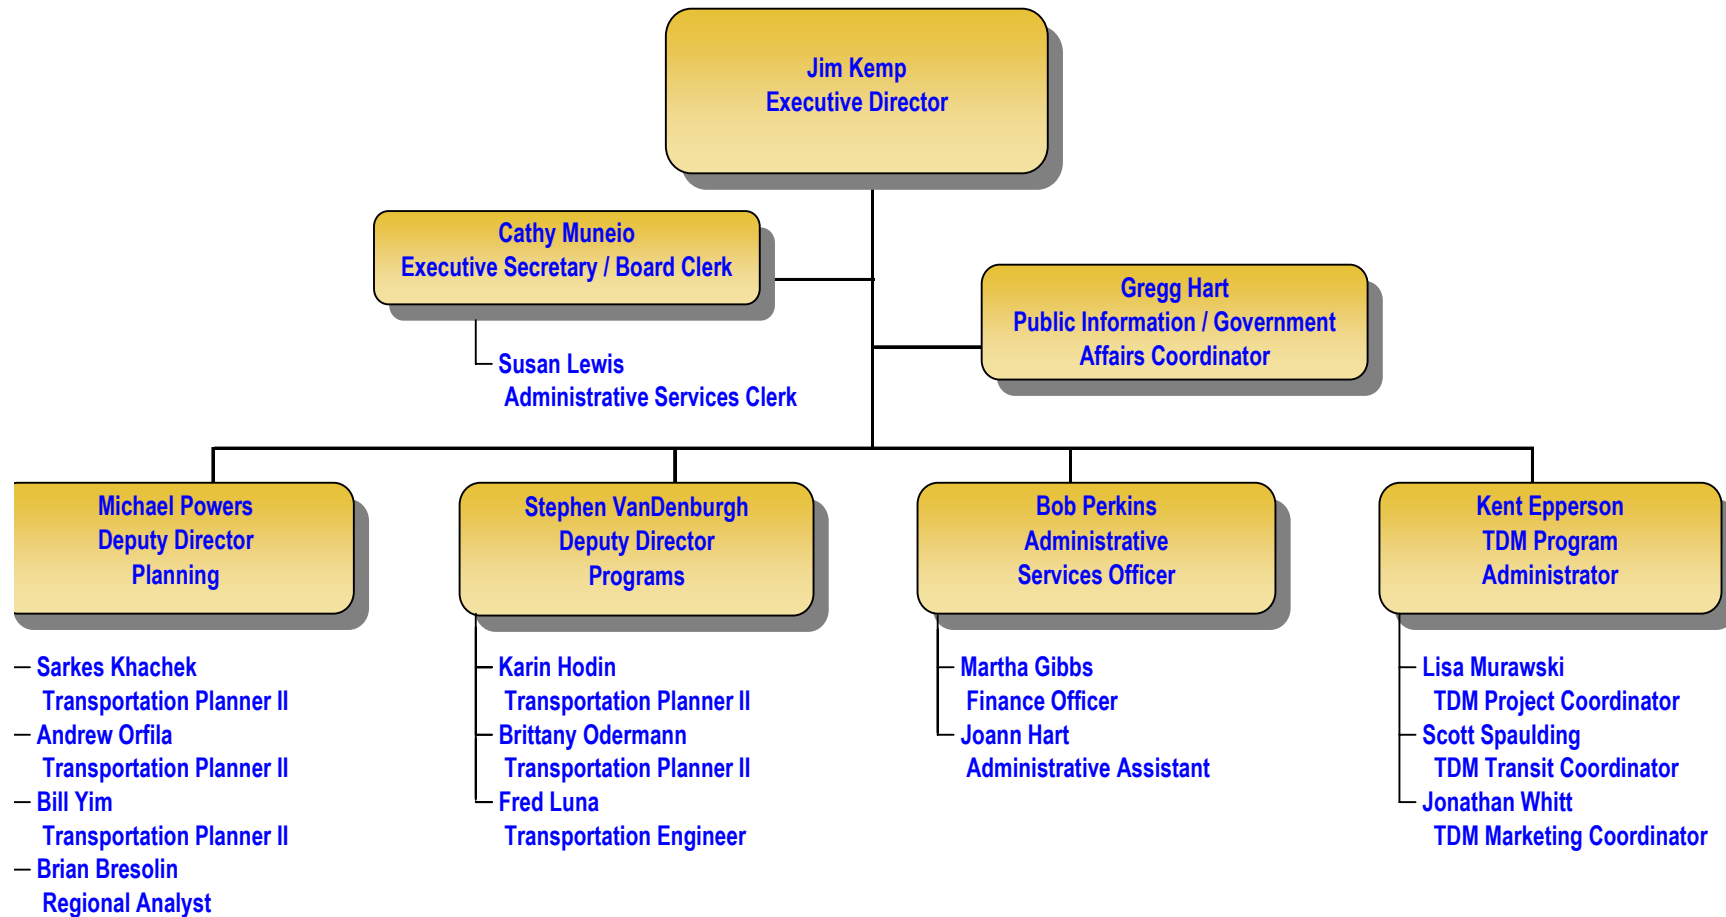 Jim Kemp
Executive Director
Cathy Muneio
Executive Secretary / Board Clerk
Gregg Hart
Public Information / Government
Affairs Coordinator
Susan Lewis
Administrative Services Clerk
Michael Powers
Deputy Director
Planning
Sarkes Khachek
Transportation Planner II
Andrew Orfila
Transportation Planner II
Bill Yim
Transportation Planner II
Brian Bresolin
Regional Analyst
Stephen VanDenburgh
Deputy Director
Programs
Karin Hodin
Transportation Planner II
Brittany Odermann
Transportation Planner II
Fred Luna
Transportation Engineer
Bob Perkins
Administrative
Services Officer
Martha Gibbs
Finance Officer
Joann Hart
Administrative Assistant
Kent Epperson
TDM Program
Administrator
Lisa Murawski
TDM Project Coordinator
Scott Spaulding
TDM Transit Coordinator
Jonathan Whitt
TDM Marketing Coordinator